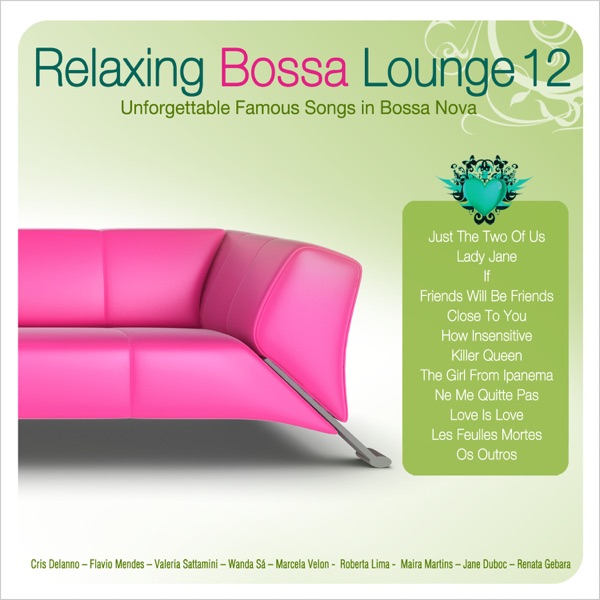 Relaxing Bossa Lounge 12
Unforgettable Famous Songs in Bossa Nova
Just The Two Of Us
Lady Jane
If
Friends Will Be Friends
Close To You
How Insensitive
Killer Queen
The Girl From Ipanema
Ne Me Quitte Pas
Love Is Love
Les Feulles Mortes
Os Outros
Cris Delanno – Flavio Mendes – Valeria Sattamini – Wanda Sá – Marcela Velon - Roberta Lima - Maira Martins – Jane Duboc – Renata Gebara